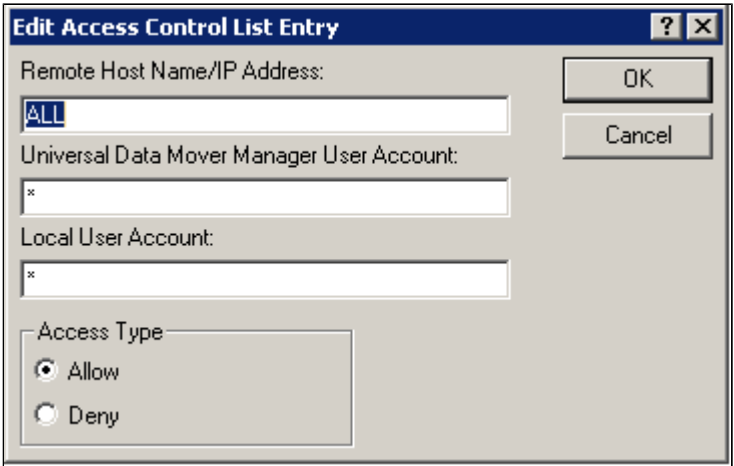 Edit Access Control List Entry
Remote Host Name/IP Address:
OK
ALL
Cancel
Universal Data Mover Manager User Account:
*
Local User Account:
*
Access Type
Allow
Deny